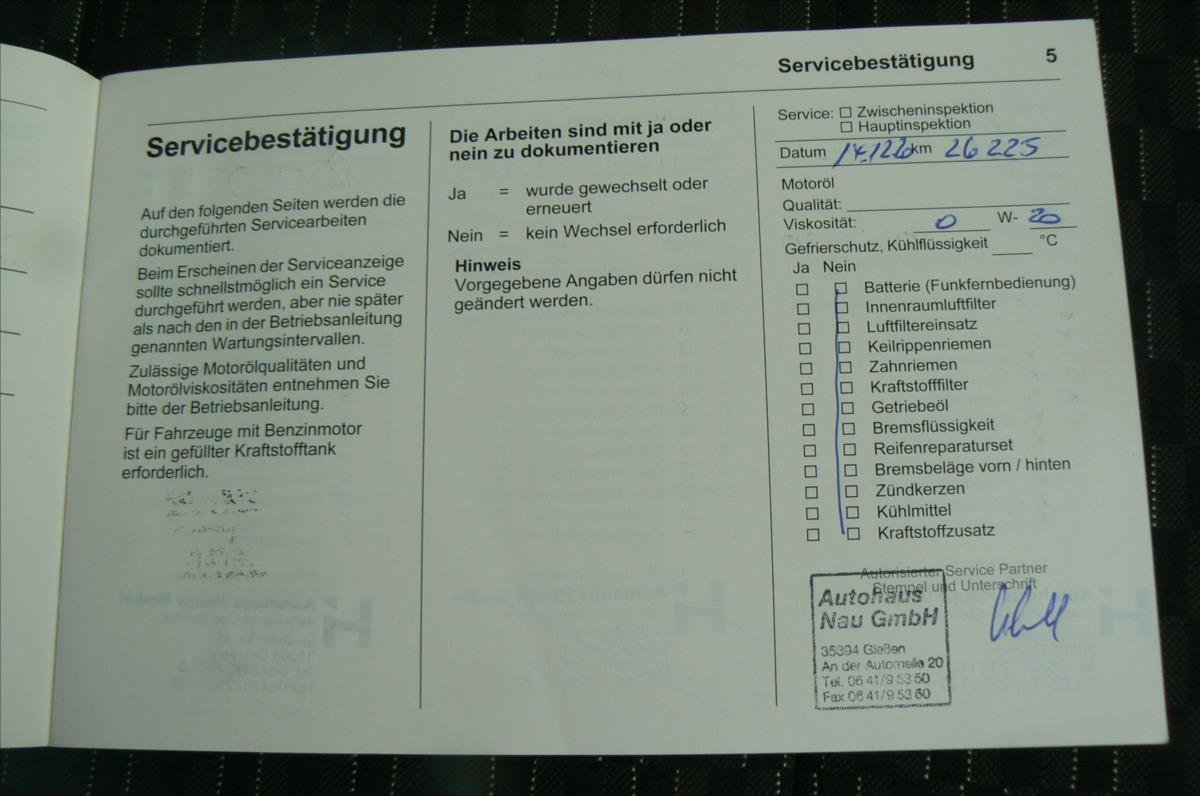 Servicebestätigung 5
Servicebestätigung
Auf den folgenden Seiten werden die
durchgeführten Servicearbeiten
dokumentiert.
Beim Erscheinen der Serviceanzeige
sollte schnellstmöglich ein Service
durchgeführt werden, aber nie später
als nach den in der Betriebsanleitung
genannten Wartungsintervallen.
Zulässige Motorölqualitäten und
Motorölviskositäten entnehmen Sie
bitte der Betriebsanleitung.
Für Fahrzeuge mit Benzinmotor
ist ein gefüllter Kraftstofftank
erforderlich.
Die Arbeiten sind mit ja oder
nein zu dokumentieren
Ja = wurde gewechselt oder
erneuert
Nein = kein Wechsel erforderlich
Hinweis
Vorgegebene Angaben dürfen nicht
geändert werden.
Service: ☐ Zwischeninspektion
☐ Hauptinspektion
Datum km 26 225
Motoröl
Qualität:
Viskosität: 0 W- 20
Gefrierschutz, Kühlflüssigkeit °C
Ja Nein
☐ ☐ Batterie (Funkfernbedienung)
☐ ☐ Innenraumluftfilter
☐ ☐ Luftfiltereinsatz
☐ ☐ Keilrippenriemen
☐ ☐ Zahnriemen
☐ ☐ Kraftstofffilter
☐ ☐ Getriebeöl
☐ ☐ Bremsflüssigkeit
☐ ☐ Reifenreparaturset
☐ ☐ Bremsbeläge vorn / hinten
☐ ☐ Zündkerzen
☐ ☐ Kühlmittel
☐ ☐ Kraftstoffzusatz
Autorisierter Service Partner
Stempel und Unterschrift
Autohaus
Nau GmbH
35394 Gießen
An der Automeile 20
Tel. 06 41/9 53 50
Fax 06 41/9 53 60